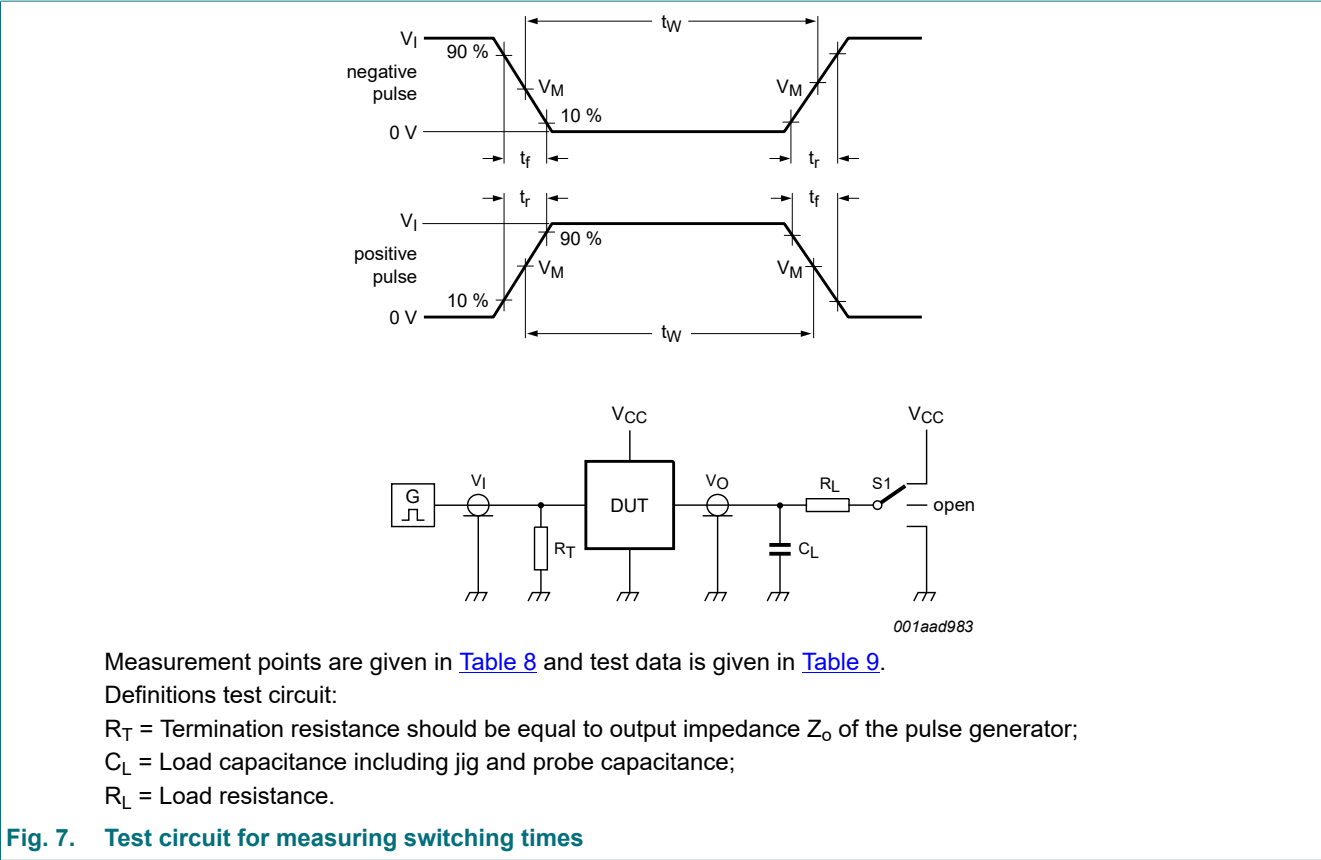 tW
VI
90 %
negative
pulse
VM
VM
10 %
0 V
tf
tr
tr
tf
VI
90 %
positive
pulse
VM
VM
10 %
0 V
tW
VCC
VCC
G
VI
DUT
VO
RL
S1
open
RT
CL
001aad983
Measurement points are given in Table 8 and test data is given in Table 9.
Definitions test circuit:
RT = Termination resistance should be equal to output impedance Zo of the pulse generator;
CL = Load capacitance including jig and probe capacitance;
RL = Load resistance.
Fig. 7. Test circuit for measuring switching times